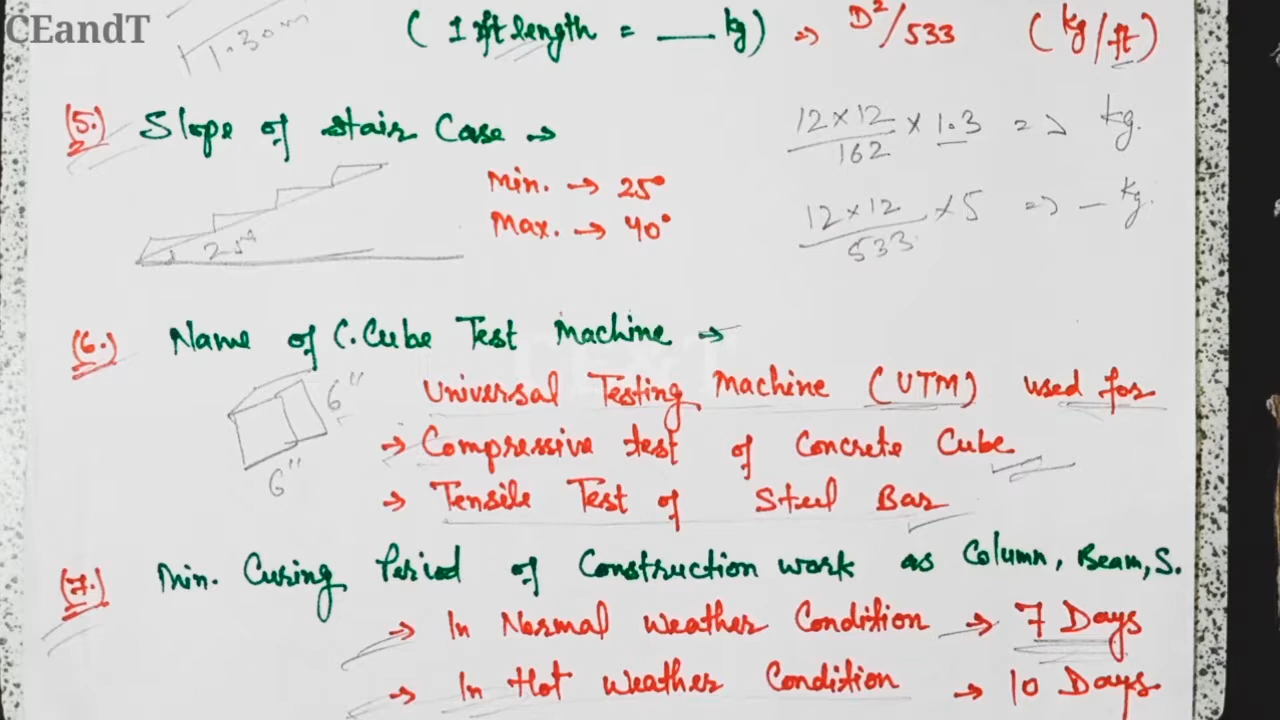 CEandT
1.30m
( 1 ft length = __ kg) ⇒ D²/533 (kg/ft)
(5.) Slope of stair Case →
12×12/162 × 1.3 => kg.
Min. → 25°
Max. → 40°
25°
12×12/533 × 5 => – kg.
(6.) Name of C.Cube Test Machine →
CE&T
6"
6"
Universal Testing Machine (UTM) used for
→ Compressive test of Concrete Cube
→ Tensile Test of Steel Bar
(7.) Min. Curing Period of Construction work as Column, Beam, S.
→ In Normal Weather Condition → 7 Days
→ In Hot Weather Condition → 10 Days